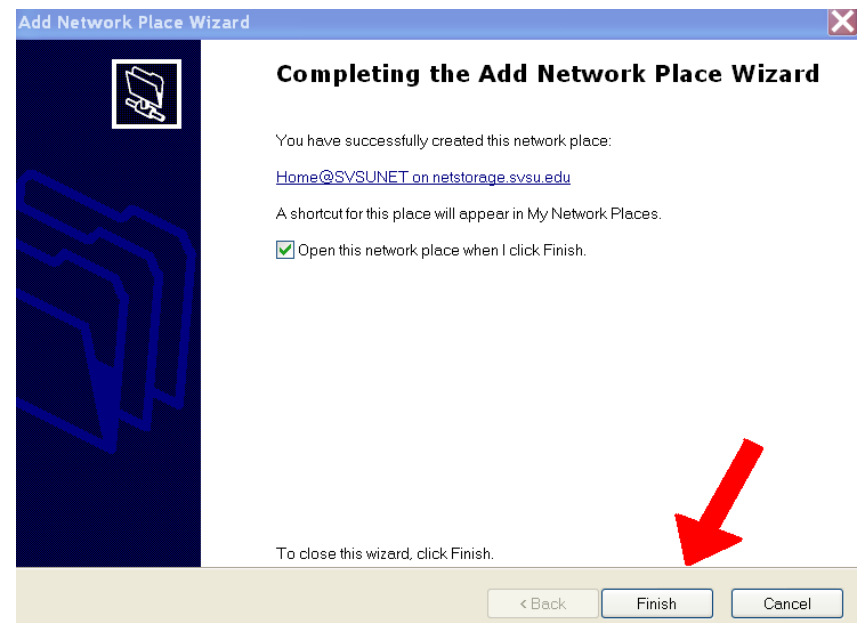 Add Network Place Wizard
Completing the Add Network Place Wizard
You have successfully created this network place:
Home@SVSUNET on netstorage.svsu.edu
A shortcut for this place will appear in My Network Places.
Open this network place when I click Finish.
To close this wizard, click Finish.
< Back Finish Cancel